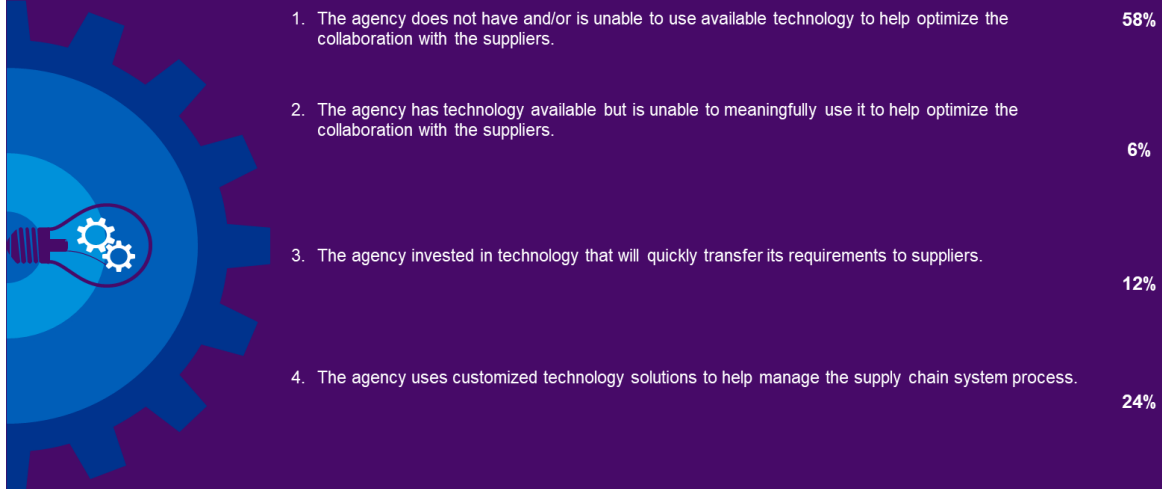 1. The agency does not have and/or is unable to use available technology to help optimize the 58%
collaboration with the suppliers.
2. The agency has technology available but is unable to meaningfully use it to help optimize the
collaboration with the suppliers.
6%
3. The agency invested in technology that will quickly transfer its requirements to suppliers.
12%
4. The agency uses customized technology solutions to help manage the supply chain system process.
24%